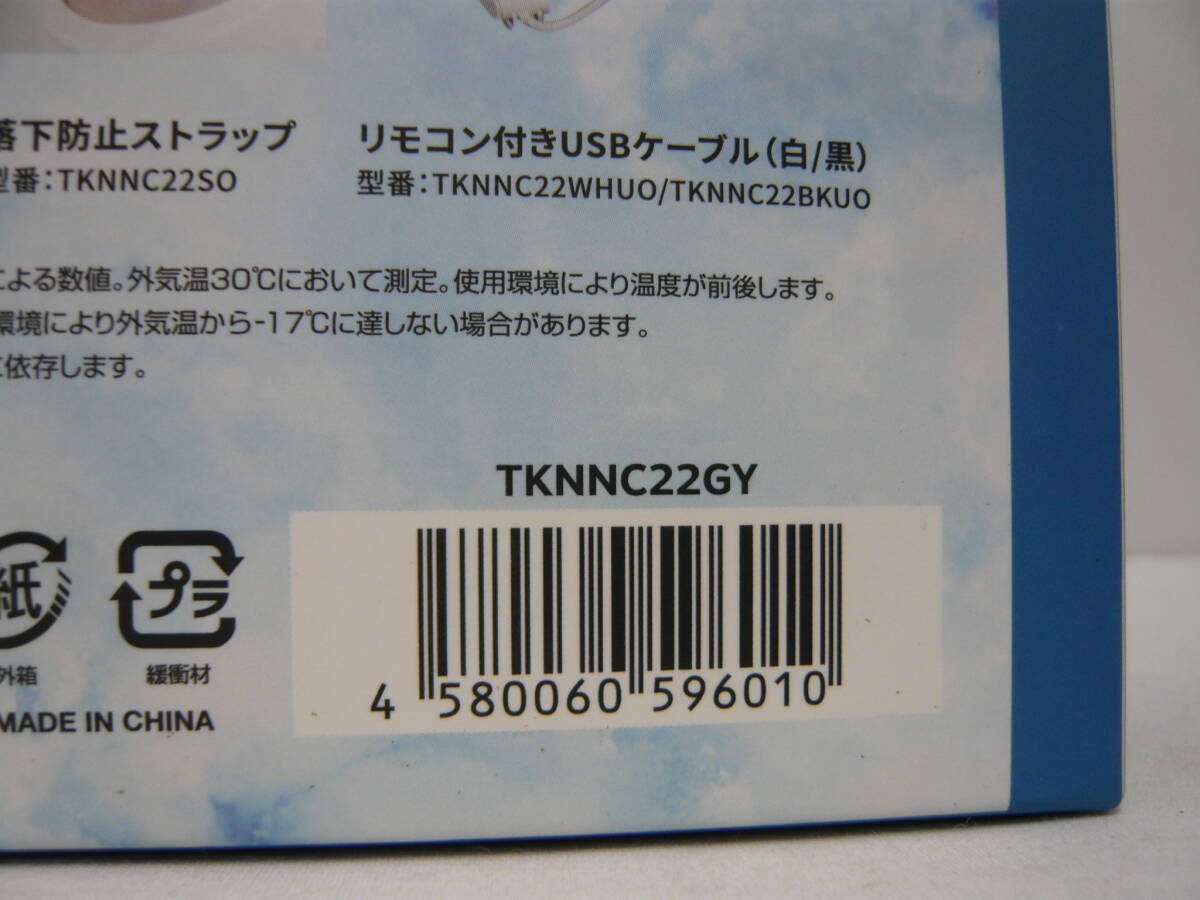 落下防止ストラップ
型番:TKNNC22SO
リモコン付きUSBケーブル(白/黒)
型番:TKNNC22WHUO/TKNNC22BKUO
による数値。外気温30℃において測定。使用環境により温度が前後します。
環境により外気温から-17℃に達しない場合があります。
に依存します。
TKNNC22GY
紙
外箱
プラ
緩衝材
MADE IN CHINA
4 580060 596010